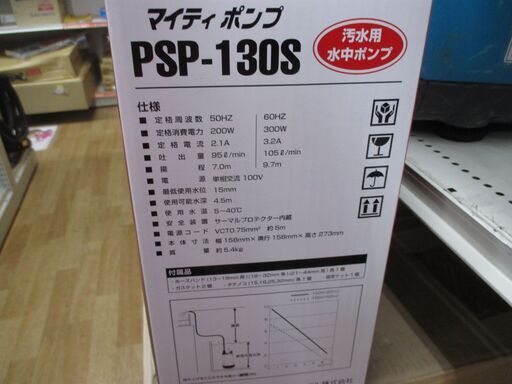 マイティ ポンプ
PSP-130S
汚水用
水中ポンプ
仕様
■ 定格周波数 50HZ 60HZ
■ 定格消費電力 200W 300W
■ 定格電流 2.1A 3.2A
■ 吐出量 95ℓ/min 105ℓ/min
■ 揚程 7.0m 9.7m
■ 電源 単相交流 100V
■ 最低使用水位 15mm
■ 使用可能水深 4.5m
■ 使用水温 5~40℃
■ 安全装置 サーマルプロテクター内蔵
■ 電源コード VCT0.75mm² 約5m
■ 本体寸法 幅156mm×奥行156mm×高さ273mm
■ 質量 約5.4kg
付属品